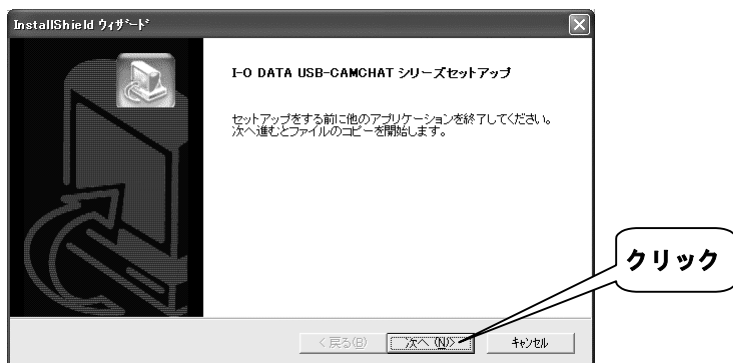 InstallShield ウィザード
I-O DATA USB-CAMCHAT シリーズセットアップ
セットアップをする前に他のアプリケーションを終了してください。
次へ進むとファイルのコピーを開始します。
クリック
< 戻る(B)
次へ (N)>
キャンセル